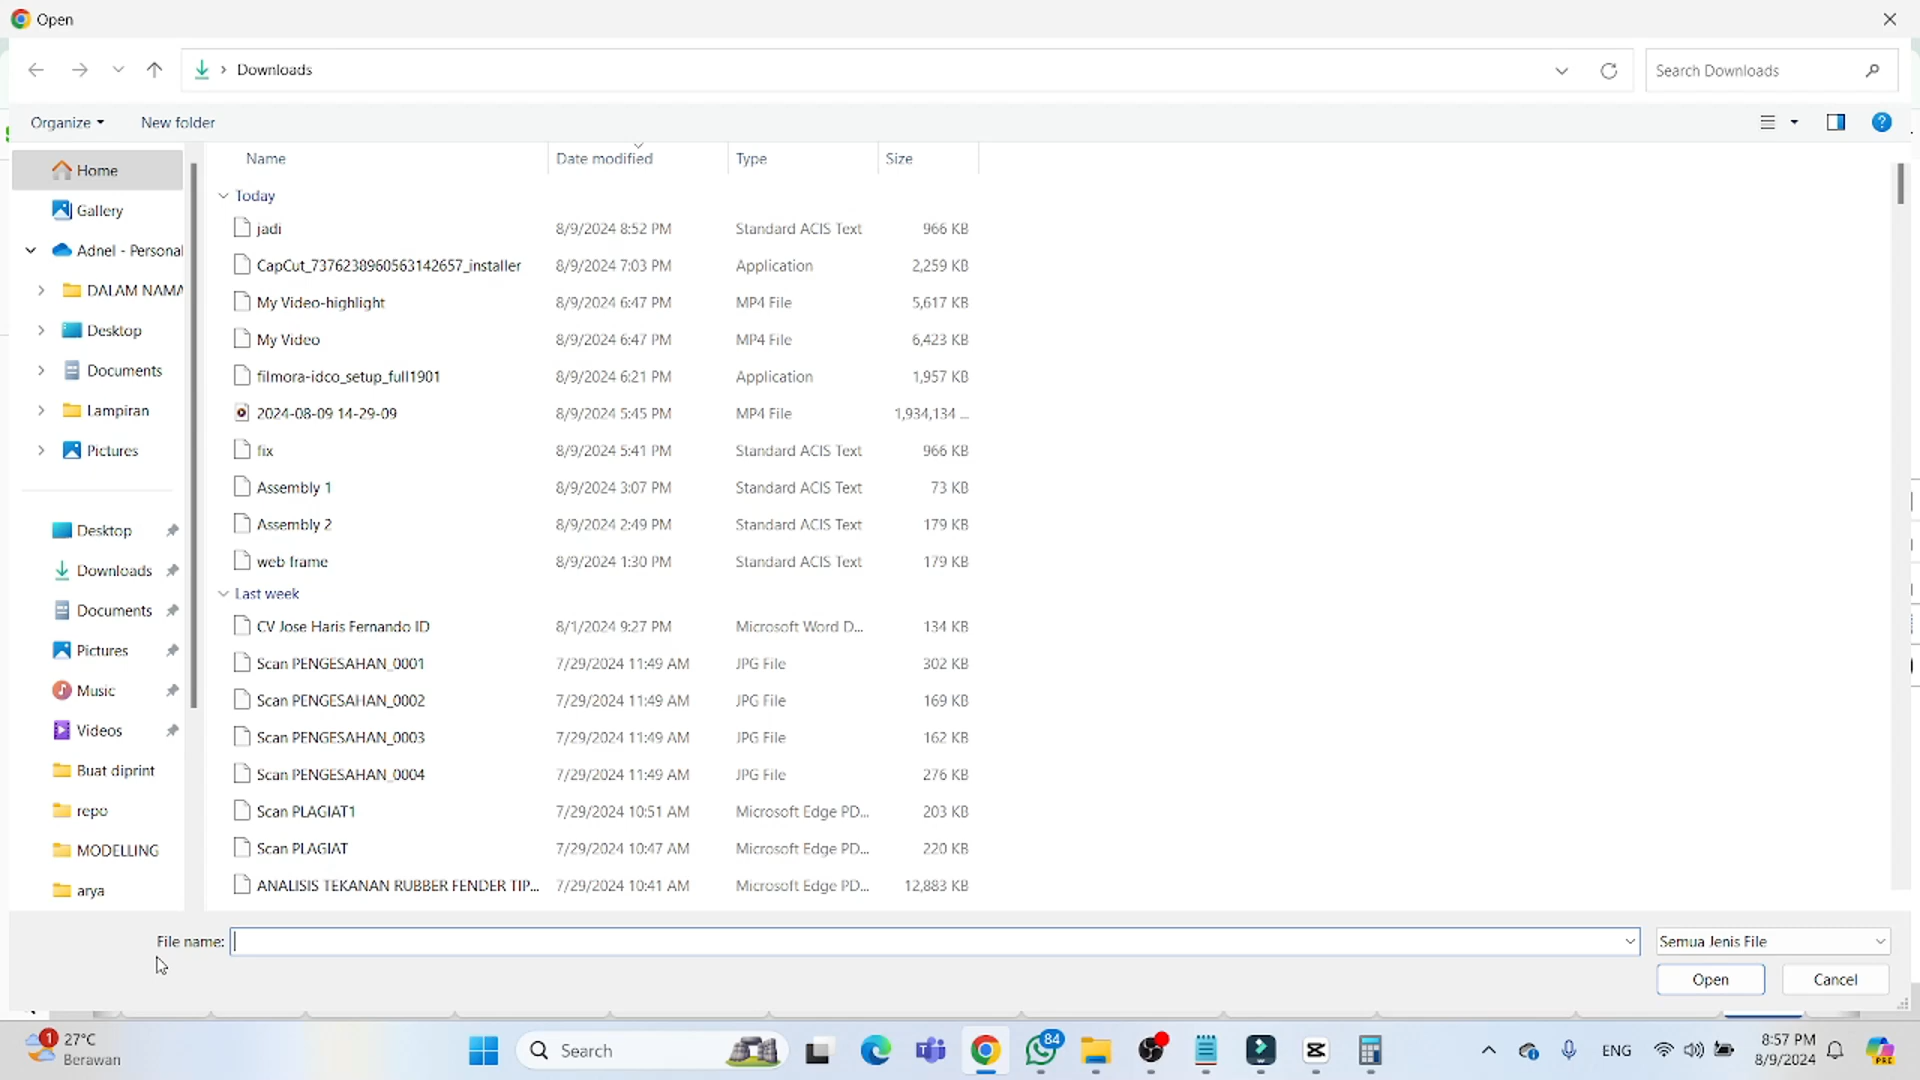 Open
Downloads
Search Downloads
Organize
New folder
Name
Date modified
Type
Size
Home
Gallery
Adnel - Personal
DALAM NAMA
Desktop
Documents
Lampiran
Pictures
Desktop
Downloads
Documents
Pictures
Music
Videos
Buat diprint
repo
MODELLING
arya
Today
jadi 8/9/2024 8:52 PM Standard ACIS Text 966 KB
CapCut_7376238960563142657_installer 8/9/2024 7:03 PM Application 2,259 KB
My Video-highlight 8/9/2024 6:47 PM MP4 File 5,617 KB
My Video 8/9/2024 6:47 PM MP4 File 6,423 KB
filmora-idco_setup_full1901 8/9/2024 6:21 PM Application 1,957 KB
2024-08-09 14-29-09 8/9/2024 5:45 PM MP4 File 1,934,134 ...
fix 8/9/2024 5:41 PM Standard ACIS Text 966 KB
Assembly 1 8/9/2024 3:07 PM Standard ACIS Text 73 KB
Assembly 2 8/9/2024 2:49 PM Standard ACIS Text 179 KB
web frame 8/9/2024 1:30 PM Standard ACIS Text 179 KB
Last week
CV Jose Haris Fernando ID 8/1/2024 9:27 PM Microsoft Word D... 134 KB
Scan PENGESAHAN_0001 7/29/2024 11:49 AM JPG File 302 KB
Scan PENGESAHAN_0002 7/29/2024 11:49 AM JPG File 169 KB
Scan PENGESAHAN_0003 7/29/2024 11:49 AM JPG File 162 KB
Scan PENGESAHAN_0004 7/29/2024 11:49 AM JPG File 276 KB
Scan PLAGIAT1 7/29/2024 10:51 AM Microsoft Edge PD... 203 KB
Scan PLAGIAT 7/29/2024 10:47 AM Microsoft Edge PD... 220 KB
ANALISIS TEKANAN RUBBER FENDER TIP... 7/29/2024 10:41 AM Microsoft Edge PD... 12,883 KB
File name:
Semua Jenis File
Open
Cancel
1
27°C
Berawan
Search
84
ENG
8:57 PM
8/9/2024
PRE